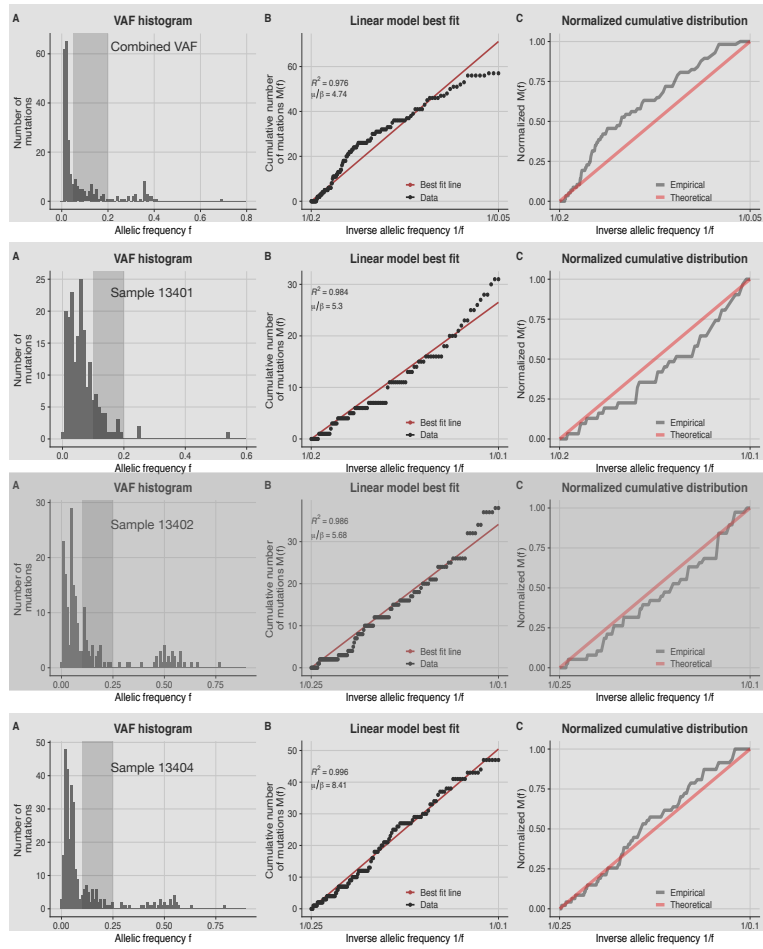 A VAF histogram B Linear model best fit C Normalized cumulative distribution
Combined VAF
Number of mutations
60
40
20
0
0.0 0.2 0.4 0.6 0.8
Allelic frequency f
Cumulative number of mutations M(f)
60
40
20
0
R² = 0.976
μ/β = 4.74
Best fit line
Data
1/0.2 1/0.05
Inverse allelic frequency 1/f
Normalized M(f)
1.00
0.75
0.50
0.25
0.00
Empirical
Theoretical
1/0.2 1/0.05
Inverse allelic frequency 1/f
A VAF histogram B Linear model best fit C Normalized cumulative distribution
Sample 13401
Number of mutations
25
20
15
10
5
0
0.0 0.2 0.4 0.6
Allelic frequency f
Cumulative number of mutations M(f)
30
20
10
0
R² = 0.984
μ/β = 5.3
Best fit line
Data
1/0.2 1/0.1
Inverse allelic frequency 1/f
Normalized M(f)
1.00
0.75
0.50
0.25
0.00
Empirical
Theoretical
1/0.2 1/0.1
Inverse allelic frequency 1/f
A VAF histogram B Linear model best fit C Normalized cumulative distribution
Sample 13402
Number of mutations
30
20
10
0
0.00 0.25 0.50 0.75
Allelic frequency f
Cumulative number of mutations M(f)
30
20
10
0
R² = 0.986
μ/β = 5.68
Best fit line
Data
1/0.25 1/0.1
Inverse allelic frequency 1/f
Normalized M(f)
1.00
0.75
0.50
0.25
0.00
Empirical
Theoretical
1/0.25 1/0.1
Inverse allelic frequency 1/f
A VAF histogram B Linear model best fit C Normalized cumulative distribution
Sample 13404
Number of mutations
50
40
30
20
10
0
0.00 0.25 0.50 0.75
Allelic frequency f
Cumulative number of mutations M(f)
50
40
30
20
10
0
R² = 0.996
μ/β = 8.41
Best fit line
Data
1/0.25 1/0.1
Inverse allelic frequency 1/f
Normalized M(f)
1.00
0.75
0.50
0.25
0.00
Empirical
Theoretical
1/0.25 1/0.1
Inverse allelic frequency 1/f